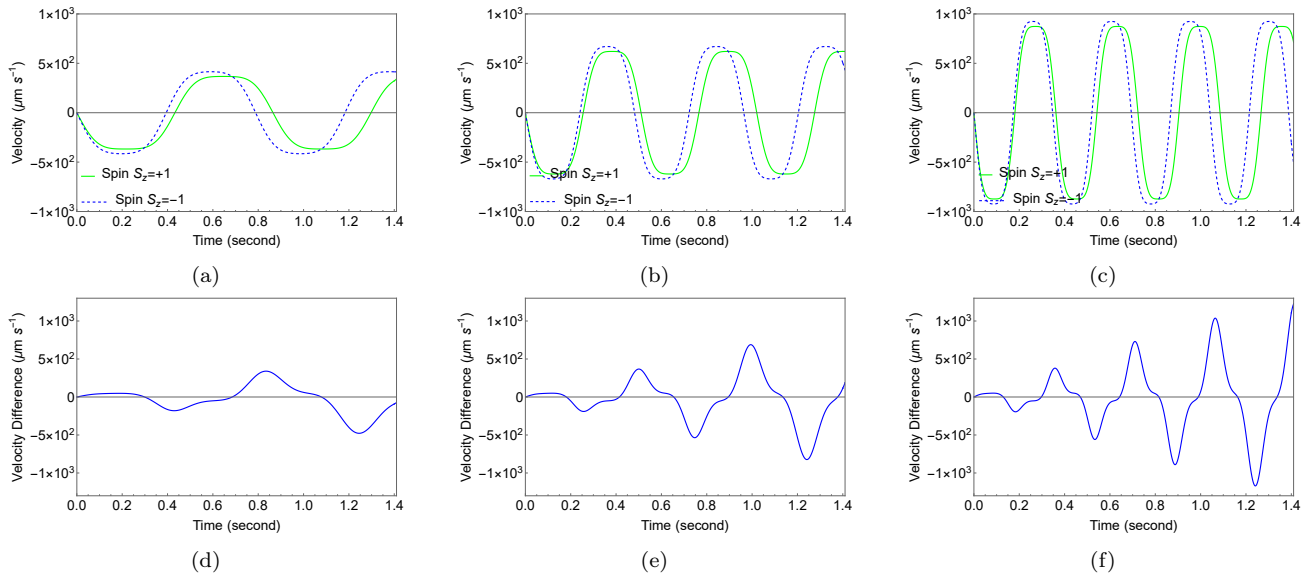 1×10³
5×10²
0
−5×10²
−1×10³
Velocity (μm s⁻¹)
Spin S_z=+1
Spin S_z=−1
0.0 0.2 0.4 0.6 0.8 1.0 1.2 1.4
Time (second)
(a)
1×10³
5×10²
0
−5×10²
−1×10³
Velocity (μm s⁻¹)
Spin S_z=+1
Spin S_z=−1
0.0 0.2 0.4 0.6 0.8 1.0 1.2 1.4
Time (second)
(b)
1×10³
5×10²
0
−5×10²
−1×10³
Velocity (μm s⁻¹)
Spin S_z=+1
Spin S_z=−1
0.0 0.2 0.4 0.6 0.8 1.0 1.2 1.4
Time (second)
(c)
1×10³
5×10²
0
−5×10²
−1×10³
Velocity Difference (μm s⁻¹)
0.0 0.2 0.4 0.6 0.8 1.0 1.2 1.4
Time (second)
(d)
1×10³
5×10²
0
−5×10²
−1×10³
Velocity Difference (μm s⁻¹)
0.0 0.2 0.4 0.6 0.8 1.0 1.2 1.4
Time (second)
(e)
1×10³
5×10²
0
−5×10²
−1×10³
Velocity Difference (μm s⁻¹)
0.0 0.2 0.4 0.6 0.8 1.0 1.2 1.4
Time (second)
(f)